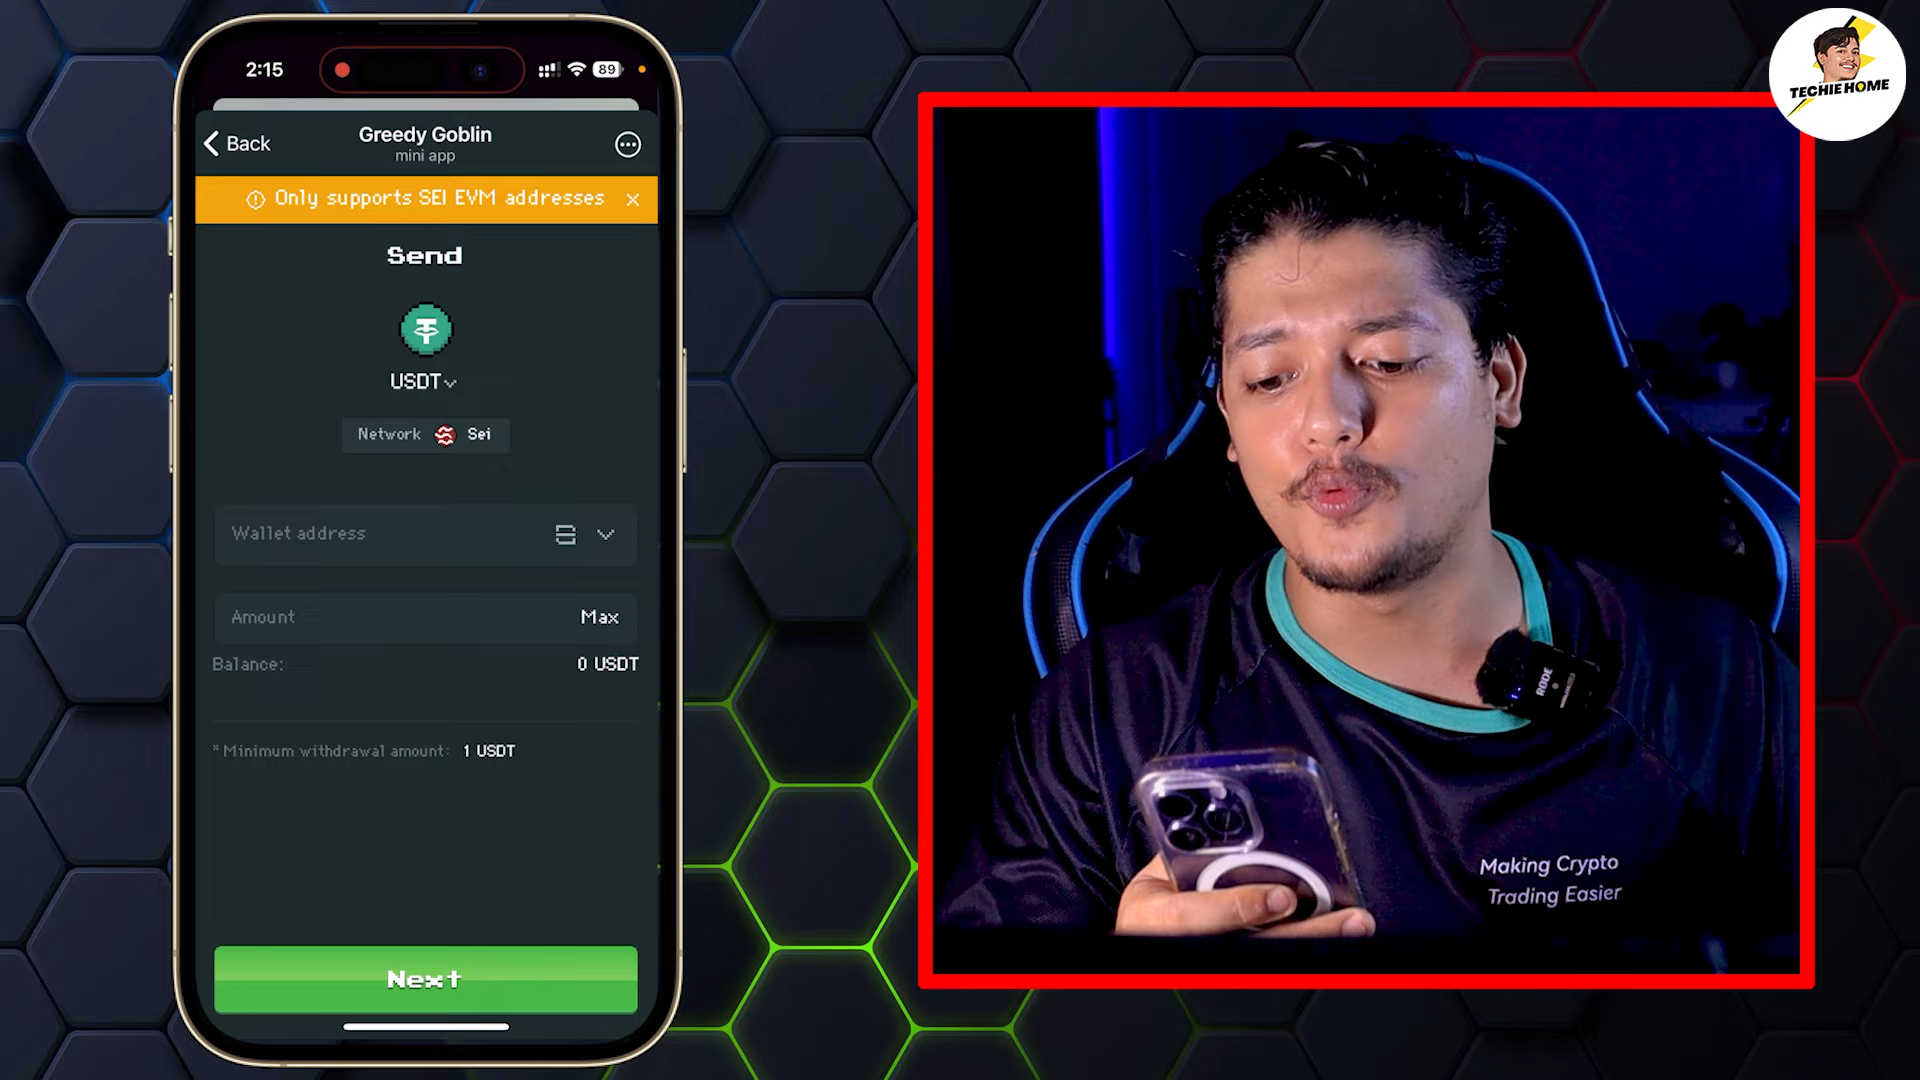 2:15
89
Back
Greedy Goblin
mini app
Only supports SEI EVM addresses
Send
USDT
Network Sei
Wallet address
Amount Max
Balance: 0 USDT
* Minimum withdrawal amount: 1 USDT
Next
TECHIE HOME
RODE
Making Crypto
Trading Easier